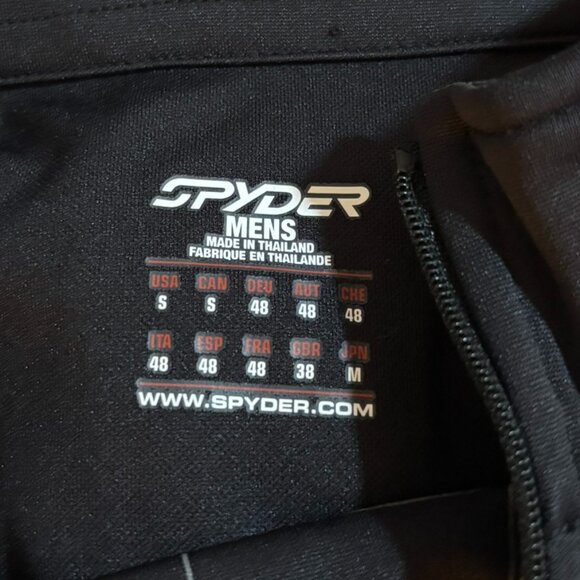 SPYDER
MENS
MADE IN THAILAND
FABRIQUE EN THAILANDE
USA CAN DEU AUT CHE
S S 48 48 48
ITA ESP FRA GBR JPN
48 48 48 38 M
WWW.SPYDER.COM